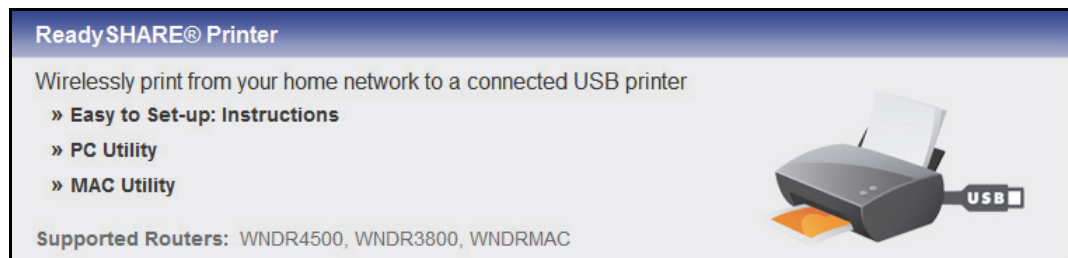 ReadySHARE® Printer
Wirelessly print from your home network to a connected USB printer
» Easy to Set-up: Instructions
» PC Utility
» MAC Utility
USB
Supported Routers: WNDR4500, WNDR3800, WNDRMAC